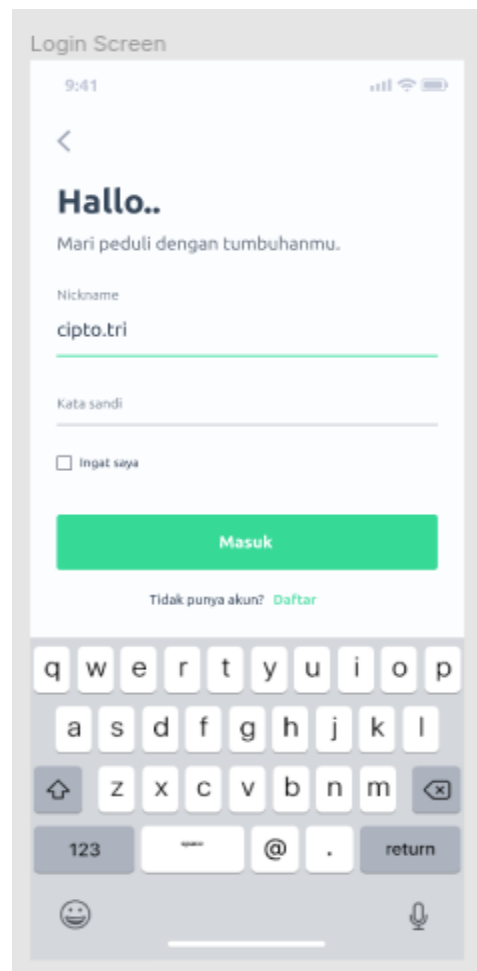 Login Screen
9:41
Hallo..
Mari peduli dengan tumbuhanmu.
Nickname
cipto.tri
Kata sandi
Ingat saya
Masuk
Tidak punya akun? Daftar
q w e r t y u i o p
a s d f g h j k l
z x c v b n m
123 space @ . return